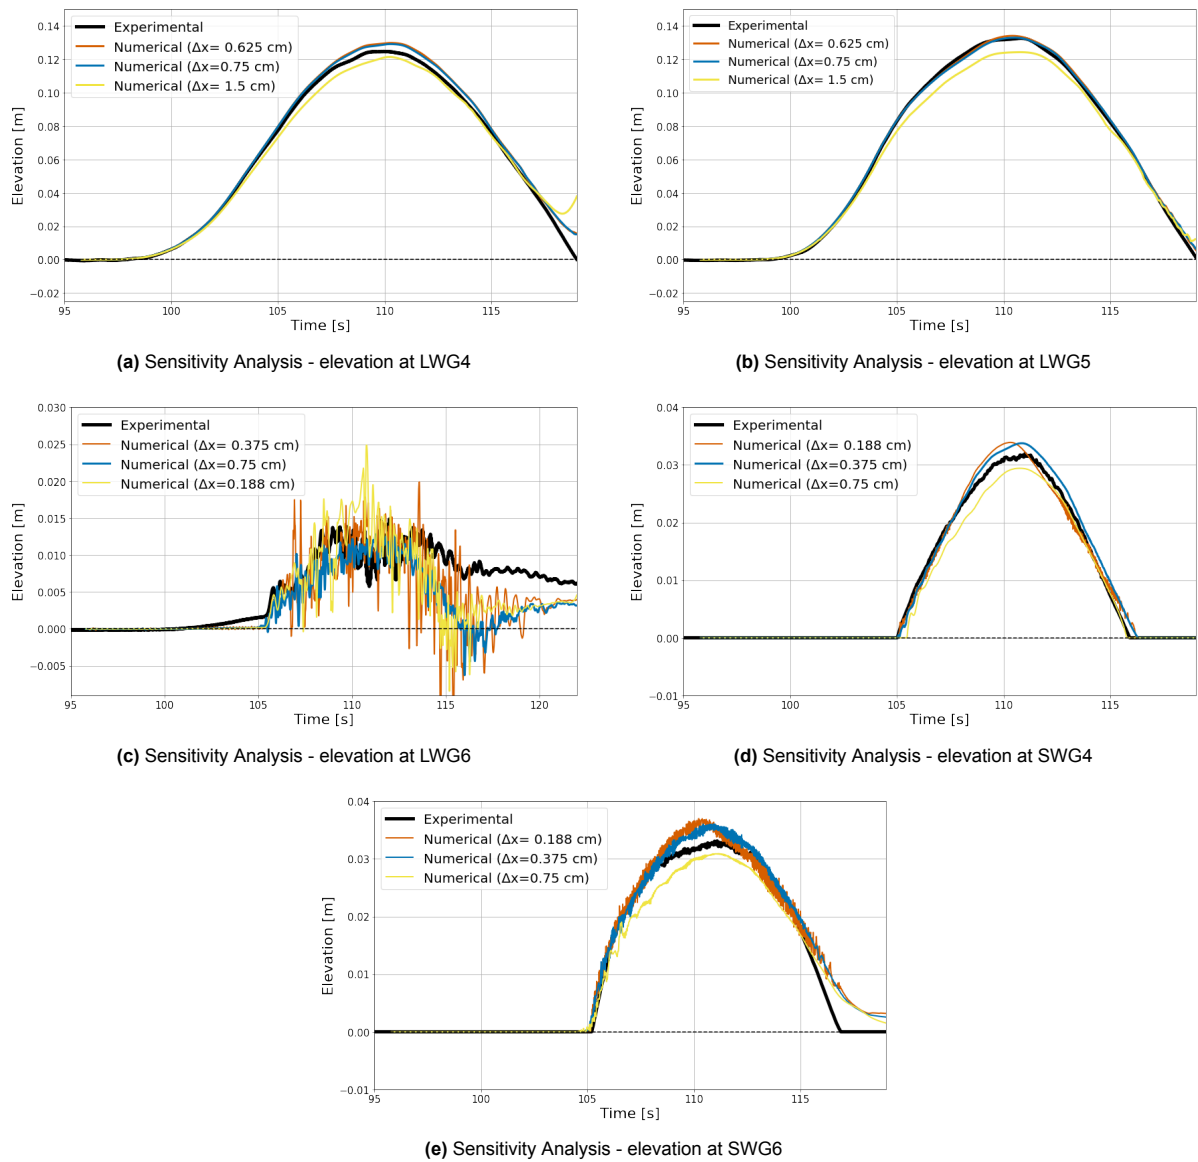 Elevation [m]
0.14
0.12
0.10
0.08
0.06
0.04
0.02
0.00
−0.02
Experimental
Numerical (Δx= 0.625 cm)
Numerical (Δx=0.75 cm)
Numerical (Δx= 1.5 cm)
95 100 105 110 115
Time [s]
(a) Sensitivity Analysis - elevation at LWG4
Elevation [m]
0.14
0.12
0.10
0.08
0.06
0.04
0.02
0.00
−0.02
Experimental
Numerical (Δx= 0.625 cm)
Numerical (Δx=0.75 cm)
Numerical (Δx= 1.5 cm)
95 100 105 110 115
Time [s]
(b) Sensitivity Analysis - elevation at LWG5
Elevation [m]
0.030
0.025
0.020
0.015
0.010
0.005
0.000
−0.005
Experimental
Numerical (Δx= 0.375 cm)
Numerical (Δx=0.75 cm)
Numerical (Δx=0.188 cm)
95 100 105 110 115 120
Time [s]
(c) Sensitivity Analysis - elevation at LWG6
Elevation [m]
0.04
0.03
0.02
0.01
0.00
−0.01
Experimental
Numerical (Δx= 0.188 cm)
Numerical (Δx=0.375 cm)
Numerical (Δx=0.75 cm)
95 100 105 110 115
Time [s]
(d) Sensitivity Analysis - elevation at SWG4
Elevation [m]
0.04
0.03
0.02
0.01
0.00
−0.01
Experimental
Numerical (Δx= 0.188 cm)
Numerical (Δx=0.375 cm)
Numerical (Δx=0.75 cm)
95 100 105 110 115
Time [s]
(e) Sensitivity Analysis - elevation at SWG6